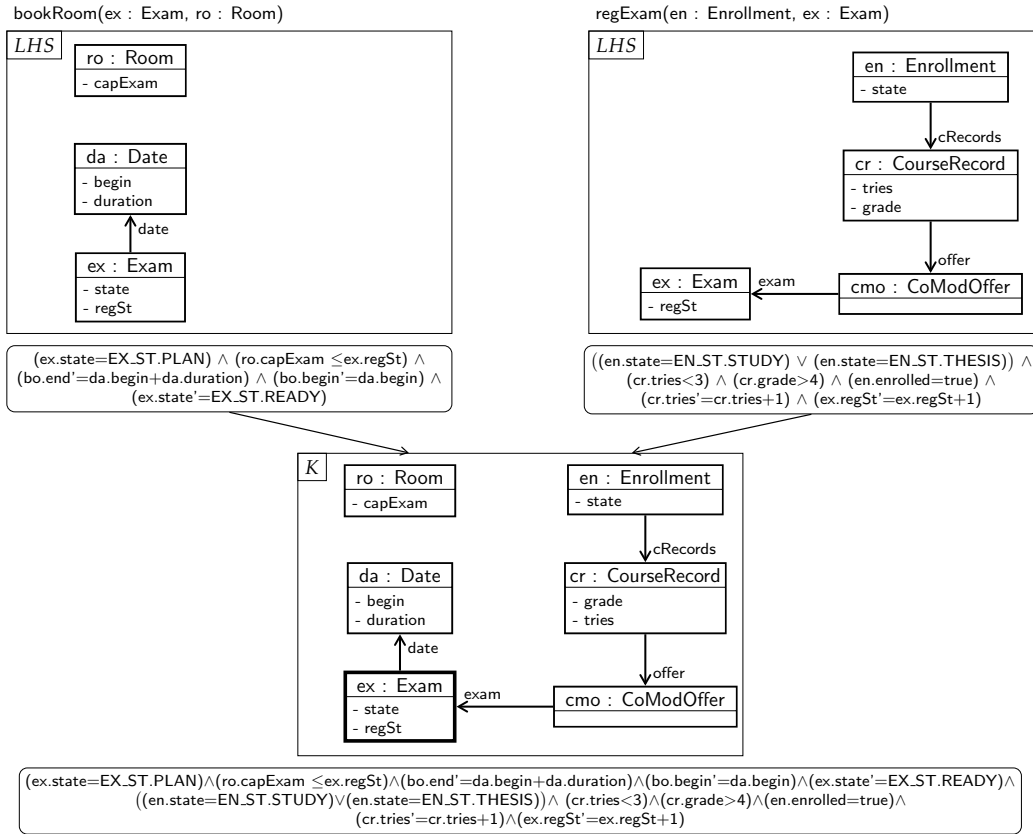 bookRoom(ex : Exam, ro : Room)
LHS
ro : Room
- capExam
da : Date
- begin
- duration
date
ex : Exam
- state
- regSt
(ex.state=EX_ST.PLAN) ∧ (ro.capExam ≤ex.regSt) ∧
(bo.end'=da.begin+da.duration) ∧ (bo.begin'=da.begin) ∧
(ex.state'=EX_ST.READY)
regExam(en : Enrollment, ex : Exam)
LHS
en : Enrollment
- state
cRecords
cr : CourseRecord
- tries
- grade
offer
ex : Exam
- regSt
exam
cmo : CoModOffer
((en.state=EN_ST.STUDY) ∨ (en.state=EN_ST.THESIS)) ∧
(cr.tries<3) ∧ (cr.grade>4) ∧ (en.enrolled=true) ∧
(cr.tries'=cr.tries+1) ∧ (ex.regSt'=ex.regSt+1)
K
ro : Room
- capExam
en : Enrollment
- state
cRecords
da : Date
- begin
- duration
cr : CourseRecord
- grade
- tries
date
offer
ex : Exam
- state
- regSt
exam
cmo : CoModOffer
(ex.state=EX_ST.PLAN)∧(ro.capExam ≤ex.regSt)∧(bo.end'=da.begin+da.duration)∧(bo.begin'=da.begin)∧(ex.state'=EX_ST.READY)∧
((en.state=EN_ST.STUDY)∨(en.state=EN_ST.THESIS))∧ (cr.tries<3)∧(cr.grade>4)∧(en.enrolled=true)∧
(cr.tries'=cr.tries+1)∧(ex.regSt'=ex.regSt+1)